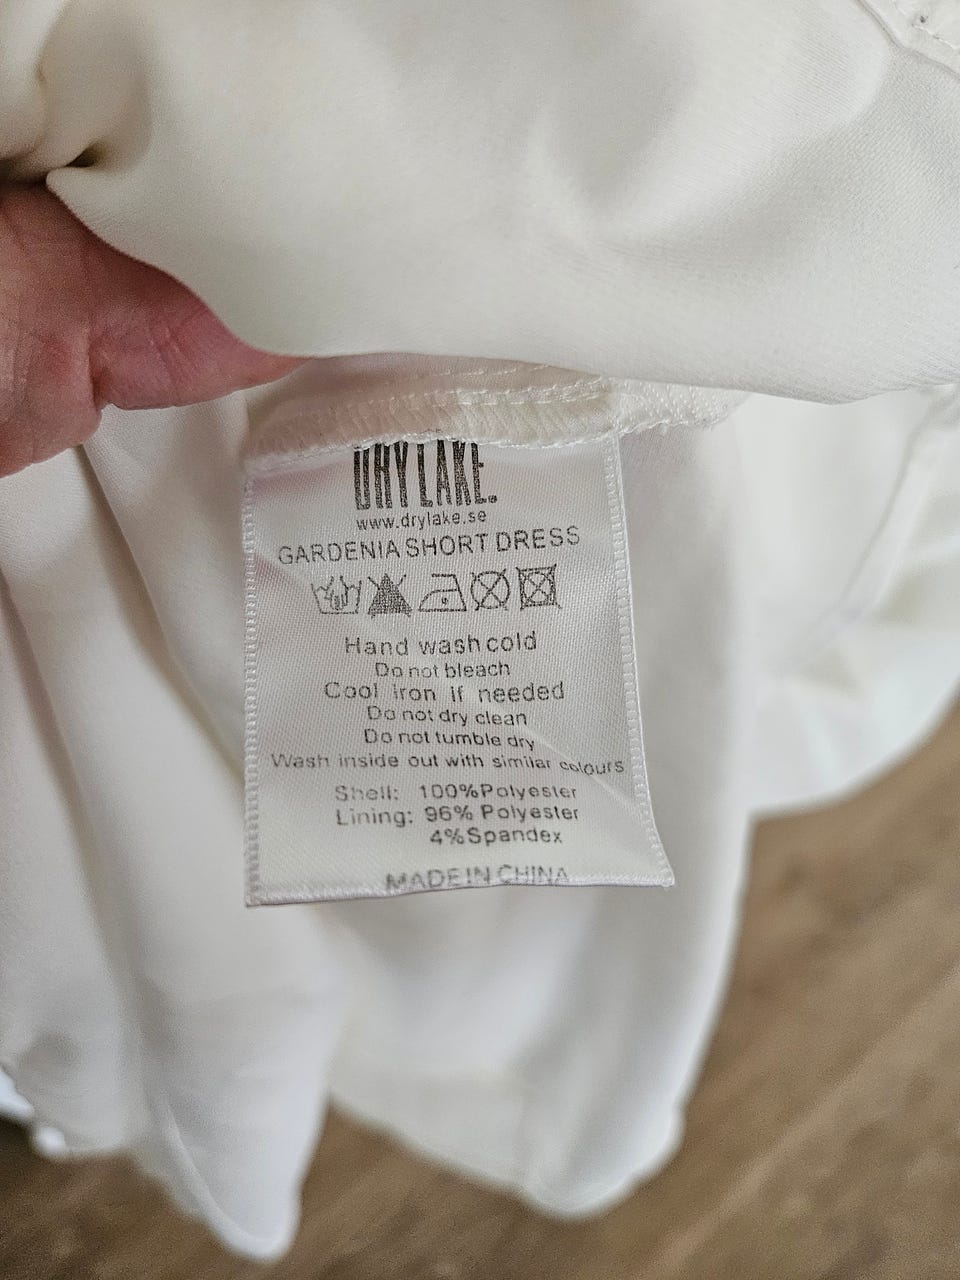 DRYLAKE.
www.drylake.se
GARDENIA SHORT DRESS
Hand wash cold
Do not bleach
Cool iron if needed
Do not dry clean
Do not tumble dry
Wash inside out with similar colours
Shell: 100%Polyester
Lining: 96% Polyester
4%Spandex
MADE IN CHINA